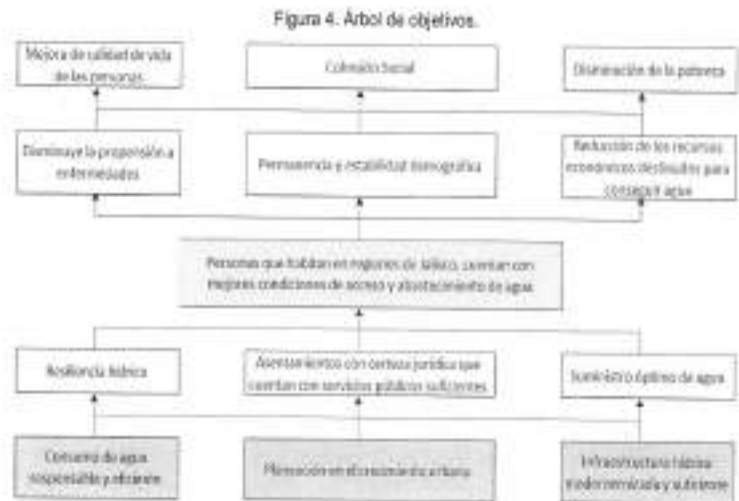 Figura 4. Árbol de objetivos.
Mejora de calidad de vida
de las personas
Cohesión Social
Disminución de la pobreza
Disminuye la propensión a
enfermedades
Permanencia y estabilidad demográfica
Reducción de los recursos
económicos destinados para
conseguir agua
Personas que habitan en regiones de Jalisco, cuentan con
mejores condiciones de acceso y abastecimiento de agua
Resiliencia hídrica
Asentamientos con certeza jurídica que
cuentan con servicios públicos suficientes
Suministro óptimo de agua
Consumo de agua
responsable y eficiente
Planeación en el crecimiento urbano
Infraestructura hídrica
modernizada y suficiente